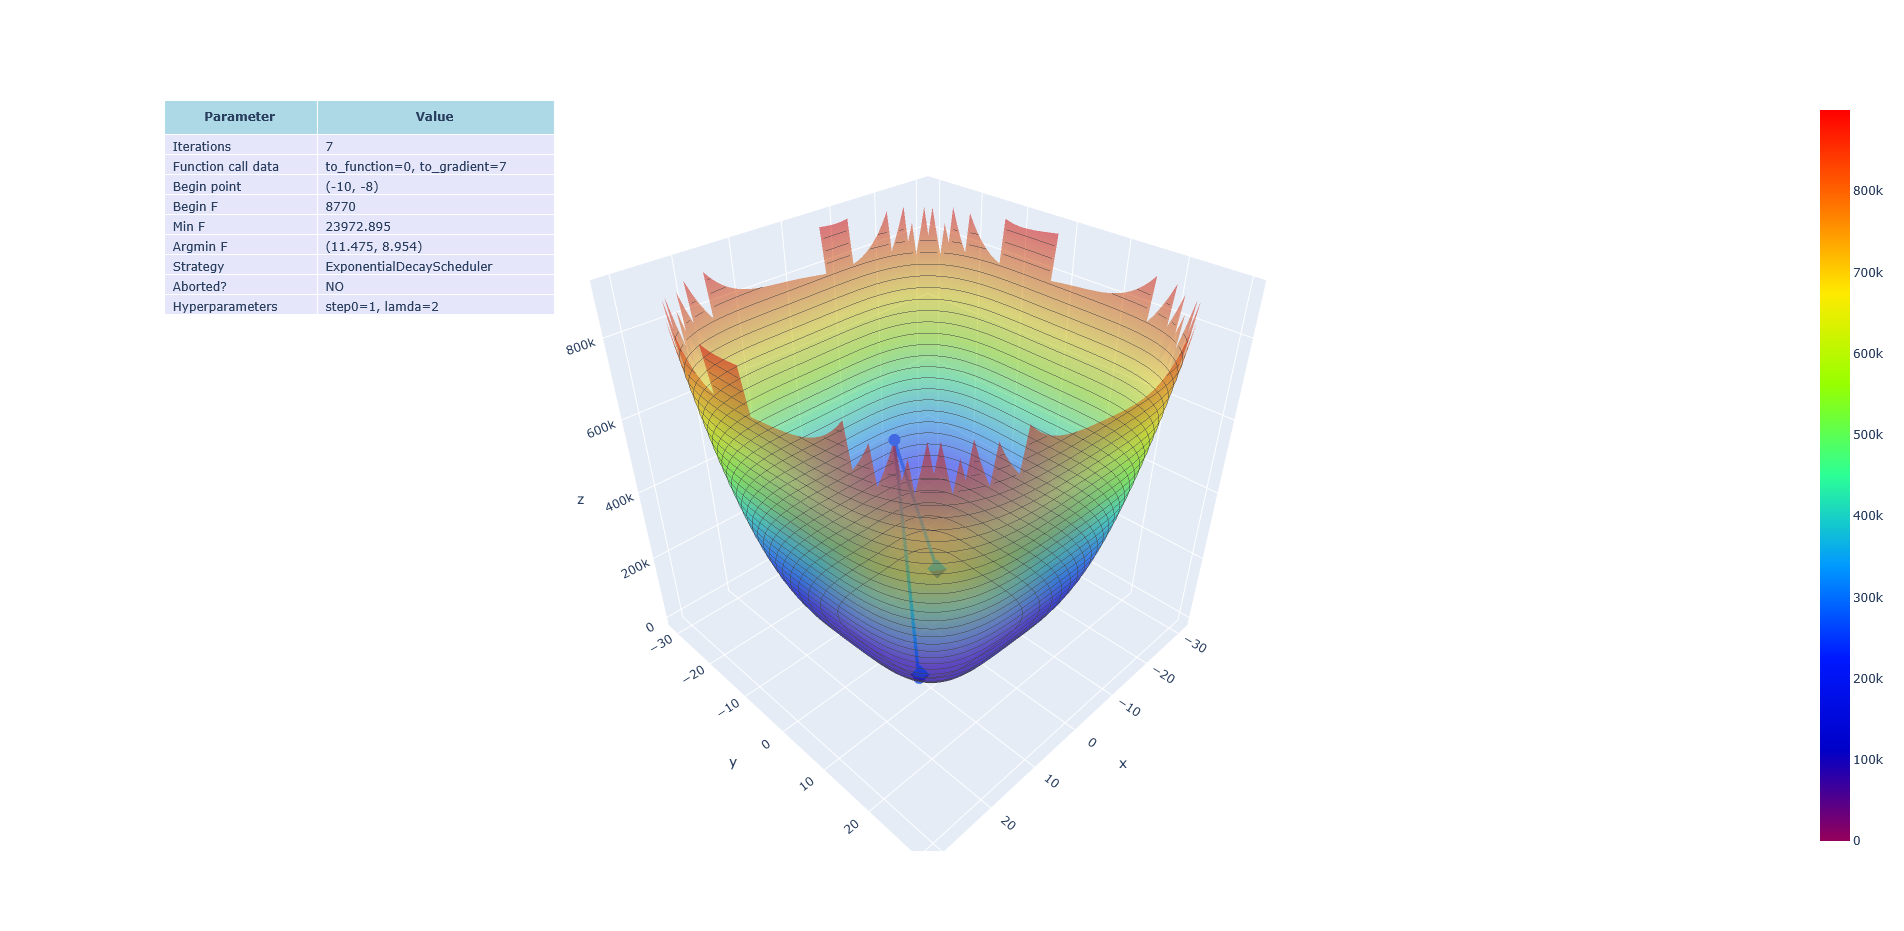 Parameter Value
Iterations 7
Function call data to_function=0, to_gradient=7
Begin point (-10, -8)
Begin F 8770
Min F 23972.895
Argmin F (11.475, 8.954)
Strategy ExponentialDecayScheduler
Aborted? NO
Hyperparameters step0=1, lamda=2
800k
600k
400k
200k
0
z
−30
−20
−10
0
10
20
y
−30
−20
−10
0
10
20
x
800k
700k
600k
500k
400k
300k
200k
100k
0